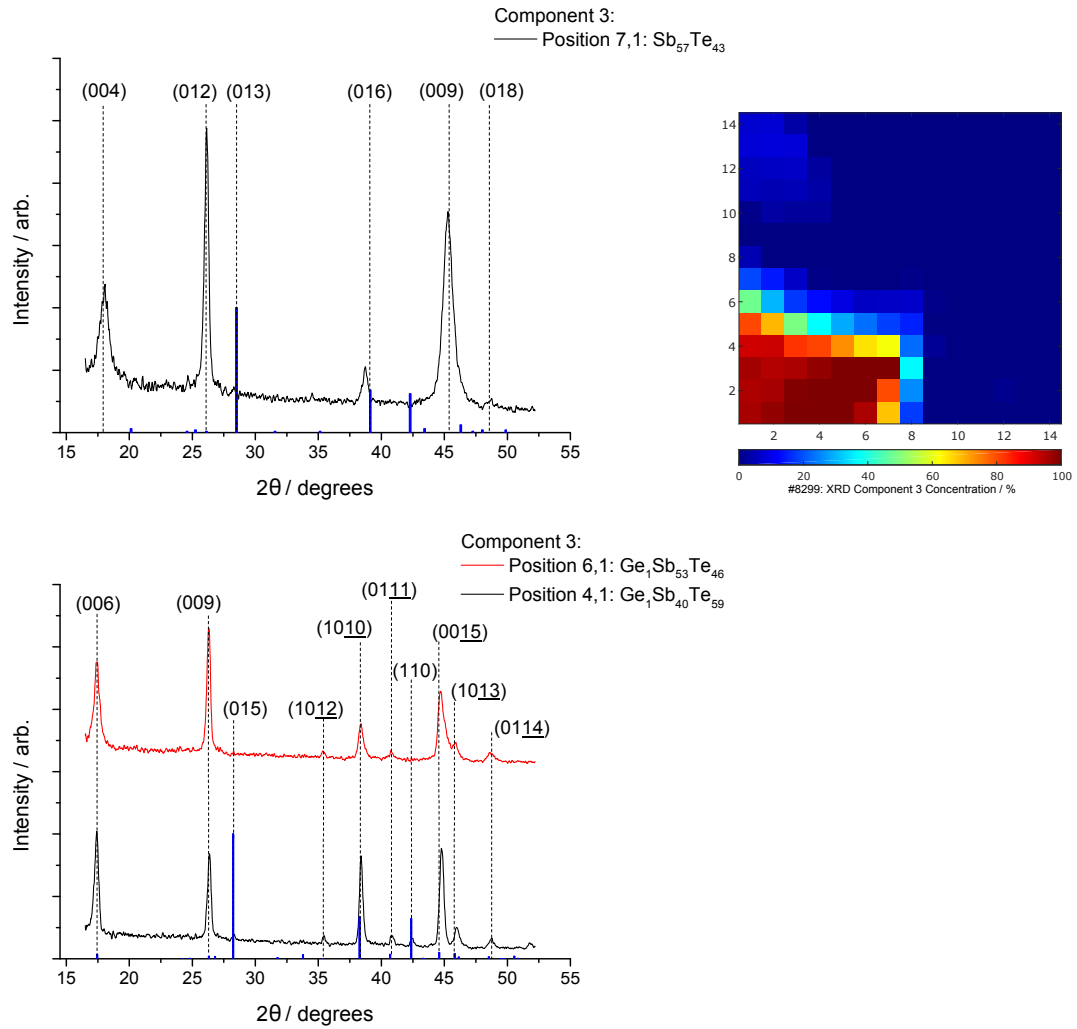 Component 3:
Position 7,1: Sb₅₇Te₄₃
(004)
(012)
(013)
(016)
(009)
(018)
Intensity / arb.
15 20 25 30 35 40 45 50 55
2θ / degrees
14
12
10
8
6
4
2
2 4 6 8 10 12 14
0 20 40 60 80 100
#8299: XRD Component 3 Concentration / %
Component 3:
Position 6,1: Ge₁Sb₅₃Te₄₆
Position 4,1: Ge₁Sb₄₀Te₅₉
(006)
(009)
(015)
(1012)
(1010)
(0111)
(110)
(0015)
(1013)
(0114)
Intensity / arb.
15 20 25 30 35 40 45 50 55
2θ / degrees